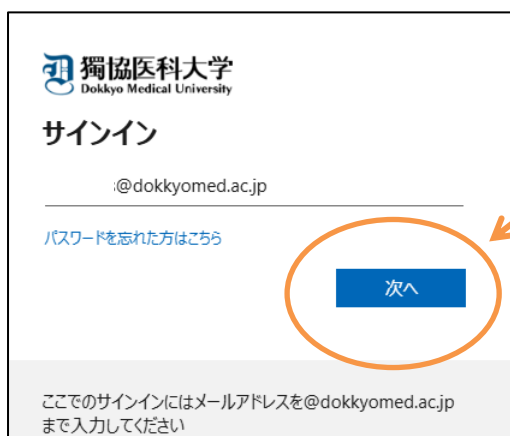 獨協医科大学
Dokkyo Medical University
サインイン
@dokkyomed.ac.jp
パスワードを忘れた方はこちら
次へ
ここでのサインインにはメールアドレスを@dokkyomed.ac.jp
まで入力してください